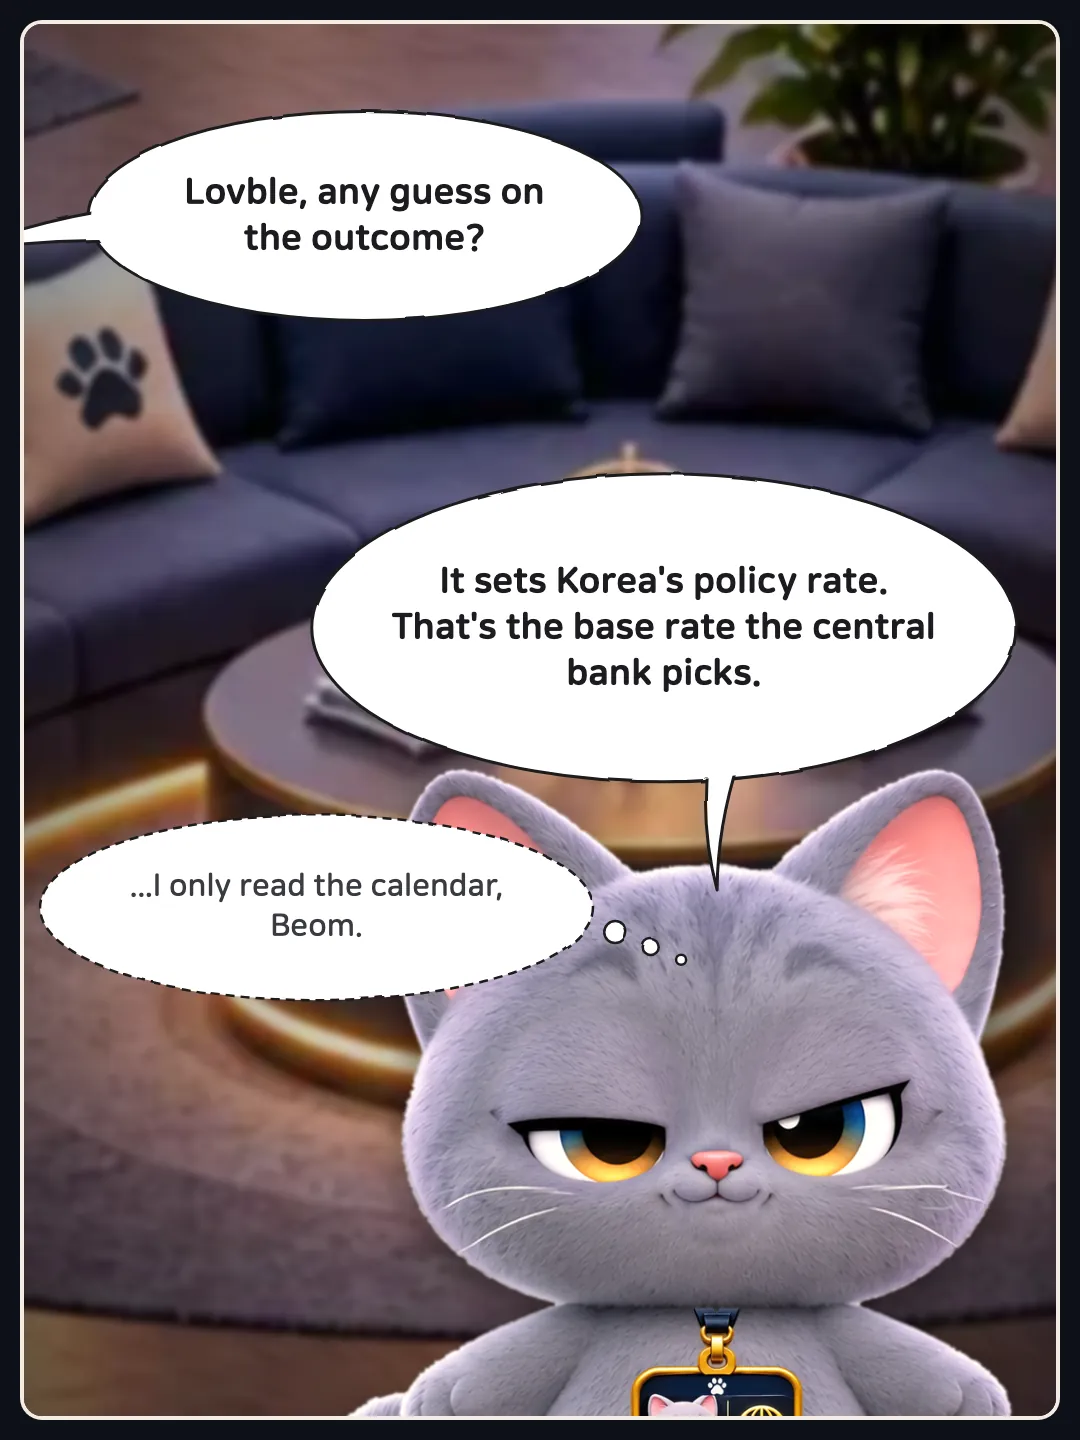 Lovble, any guess on
the outcome?
It sets Korea's policy rate.
That's the base rate the central
bank picks.
...I only read the calendar,
Beom.